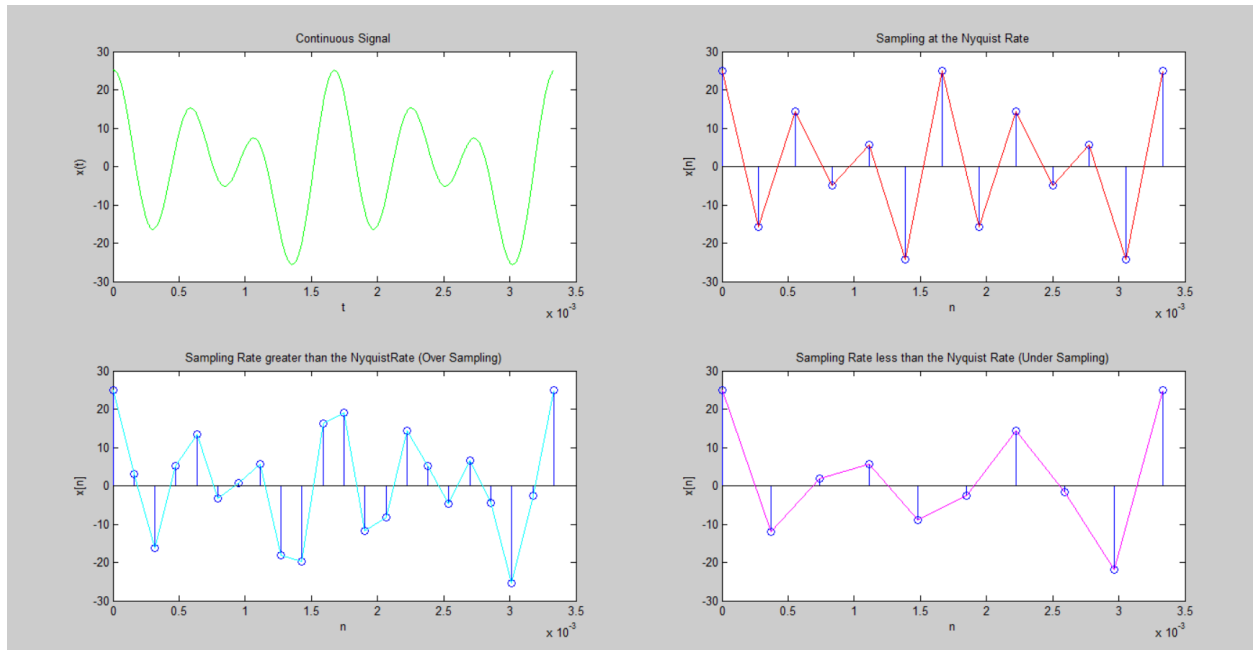 Continuous Signal
30
20
10
0
-10
-20
-30
x(t)
0 0.5 1 1.5 2 2.5 3 3.5
t
x 10^-3
Sampling at the Nyquist Rate
30
20
10
0
-10
-20
-30
x[n]
0 0.5 1 1.5 2 2.5 3 3.5
n
x 10^-3
Sampling Rate greater than the NyquistRate (Over Sampling)
30
20
10
0
-10
-20
-30
x[n]
0 0.5 1 1.5 2 2.5 3 3.5
n
x 10^-3
Sampling Rate less than the Nyquist Rate (Under Sampling)
30
20
10
0
-10
-20
-30
x[n]
0 0.5 1 1.5 2 2.5 3 3.5
n
x 10^-3